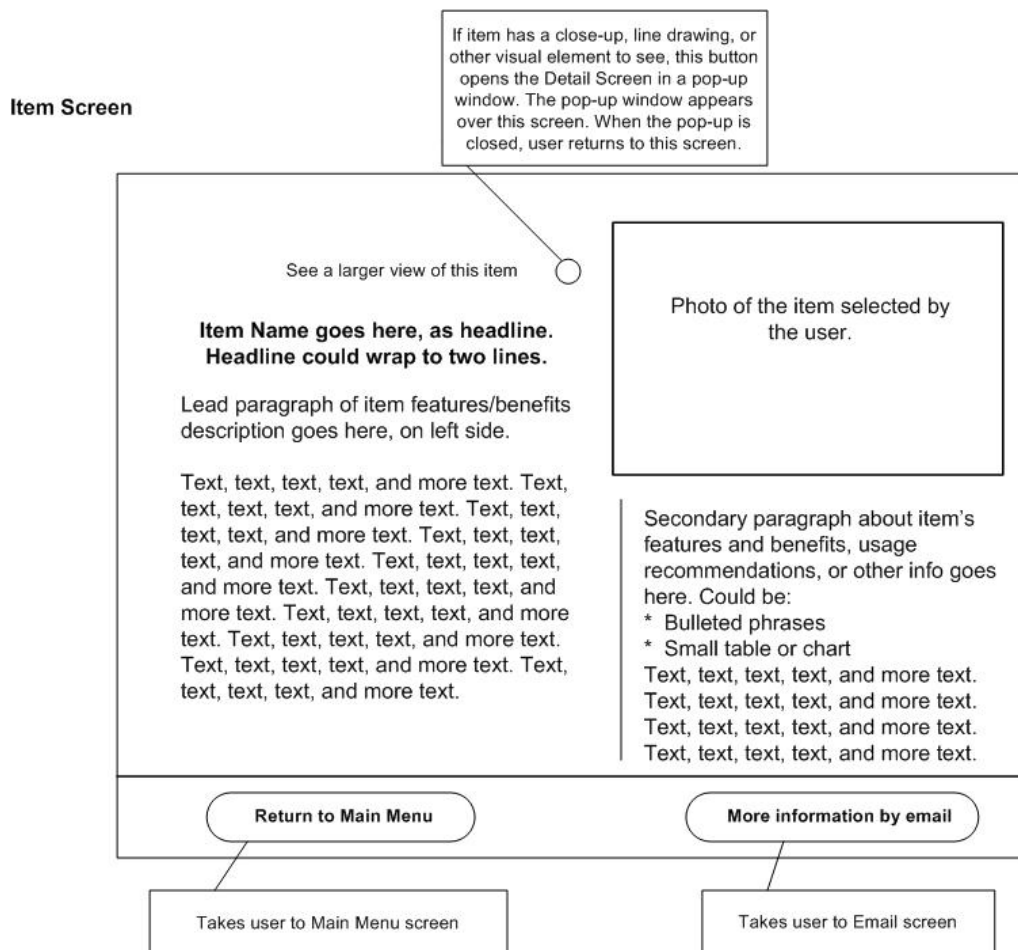 If item has a close-up, line drawing, or
other visual element to see, this button
opens the Detail Screen in a pop-up
window. The pop-up window appears
over this screen. When the pop-up is
closed, user returns to this screen.
Item Screen
See a larger view of this item
Item Name goes here, as headline.
Headline could wrap to two lines.
Lead paragraph of item features/benefits
description goes here, on left side.
Text, text, text, text, and more text. Text,
text, text, text, and more text. Text, text,
text, text, and more text. Text, text, text,
text, and more text. Text, text, text, text,
and more text. Text, text, text, text, and
more text. Text, text, text, text, and more
text. Text, text, text, text, and more text.
Text, text, text, text, and more text. Text,
text, text, text, and more text.
Photo of the item selected by
the user.
Secondary paragraph about item's
features and benefits, usage
recommendations, or other info goes
here. Could be:
* Bulleted phrases
* Small table or chart
Text, text, text, text, and more text.
Text, text, text, text, and more text.
Text, text, text, text, and more text.
Text, text, text, text, and more text.
Return to Main Menu
More information by email
Takes user to Main Menu screen
Takes user to Email screen